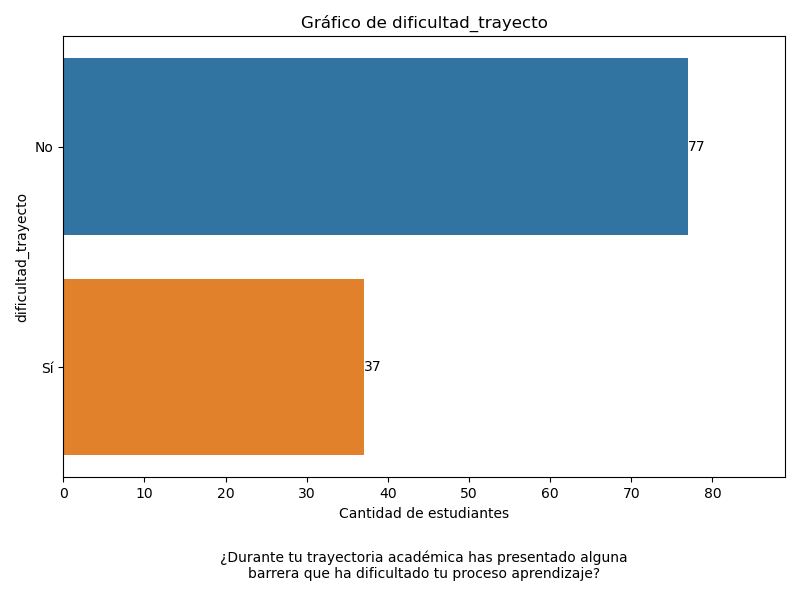 Gráfico de dificultad_trayecto
dificultad_trayecto
No
77
Sí
37
0 10 20 30 40 50 60 70 80
Cantidad de estudiantes
¿Durante tu trayectoria académica has presentado alguna
barrera que ha dificultado tu proceso aprendizaje?